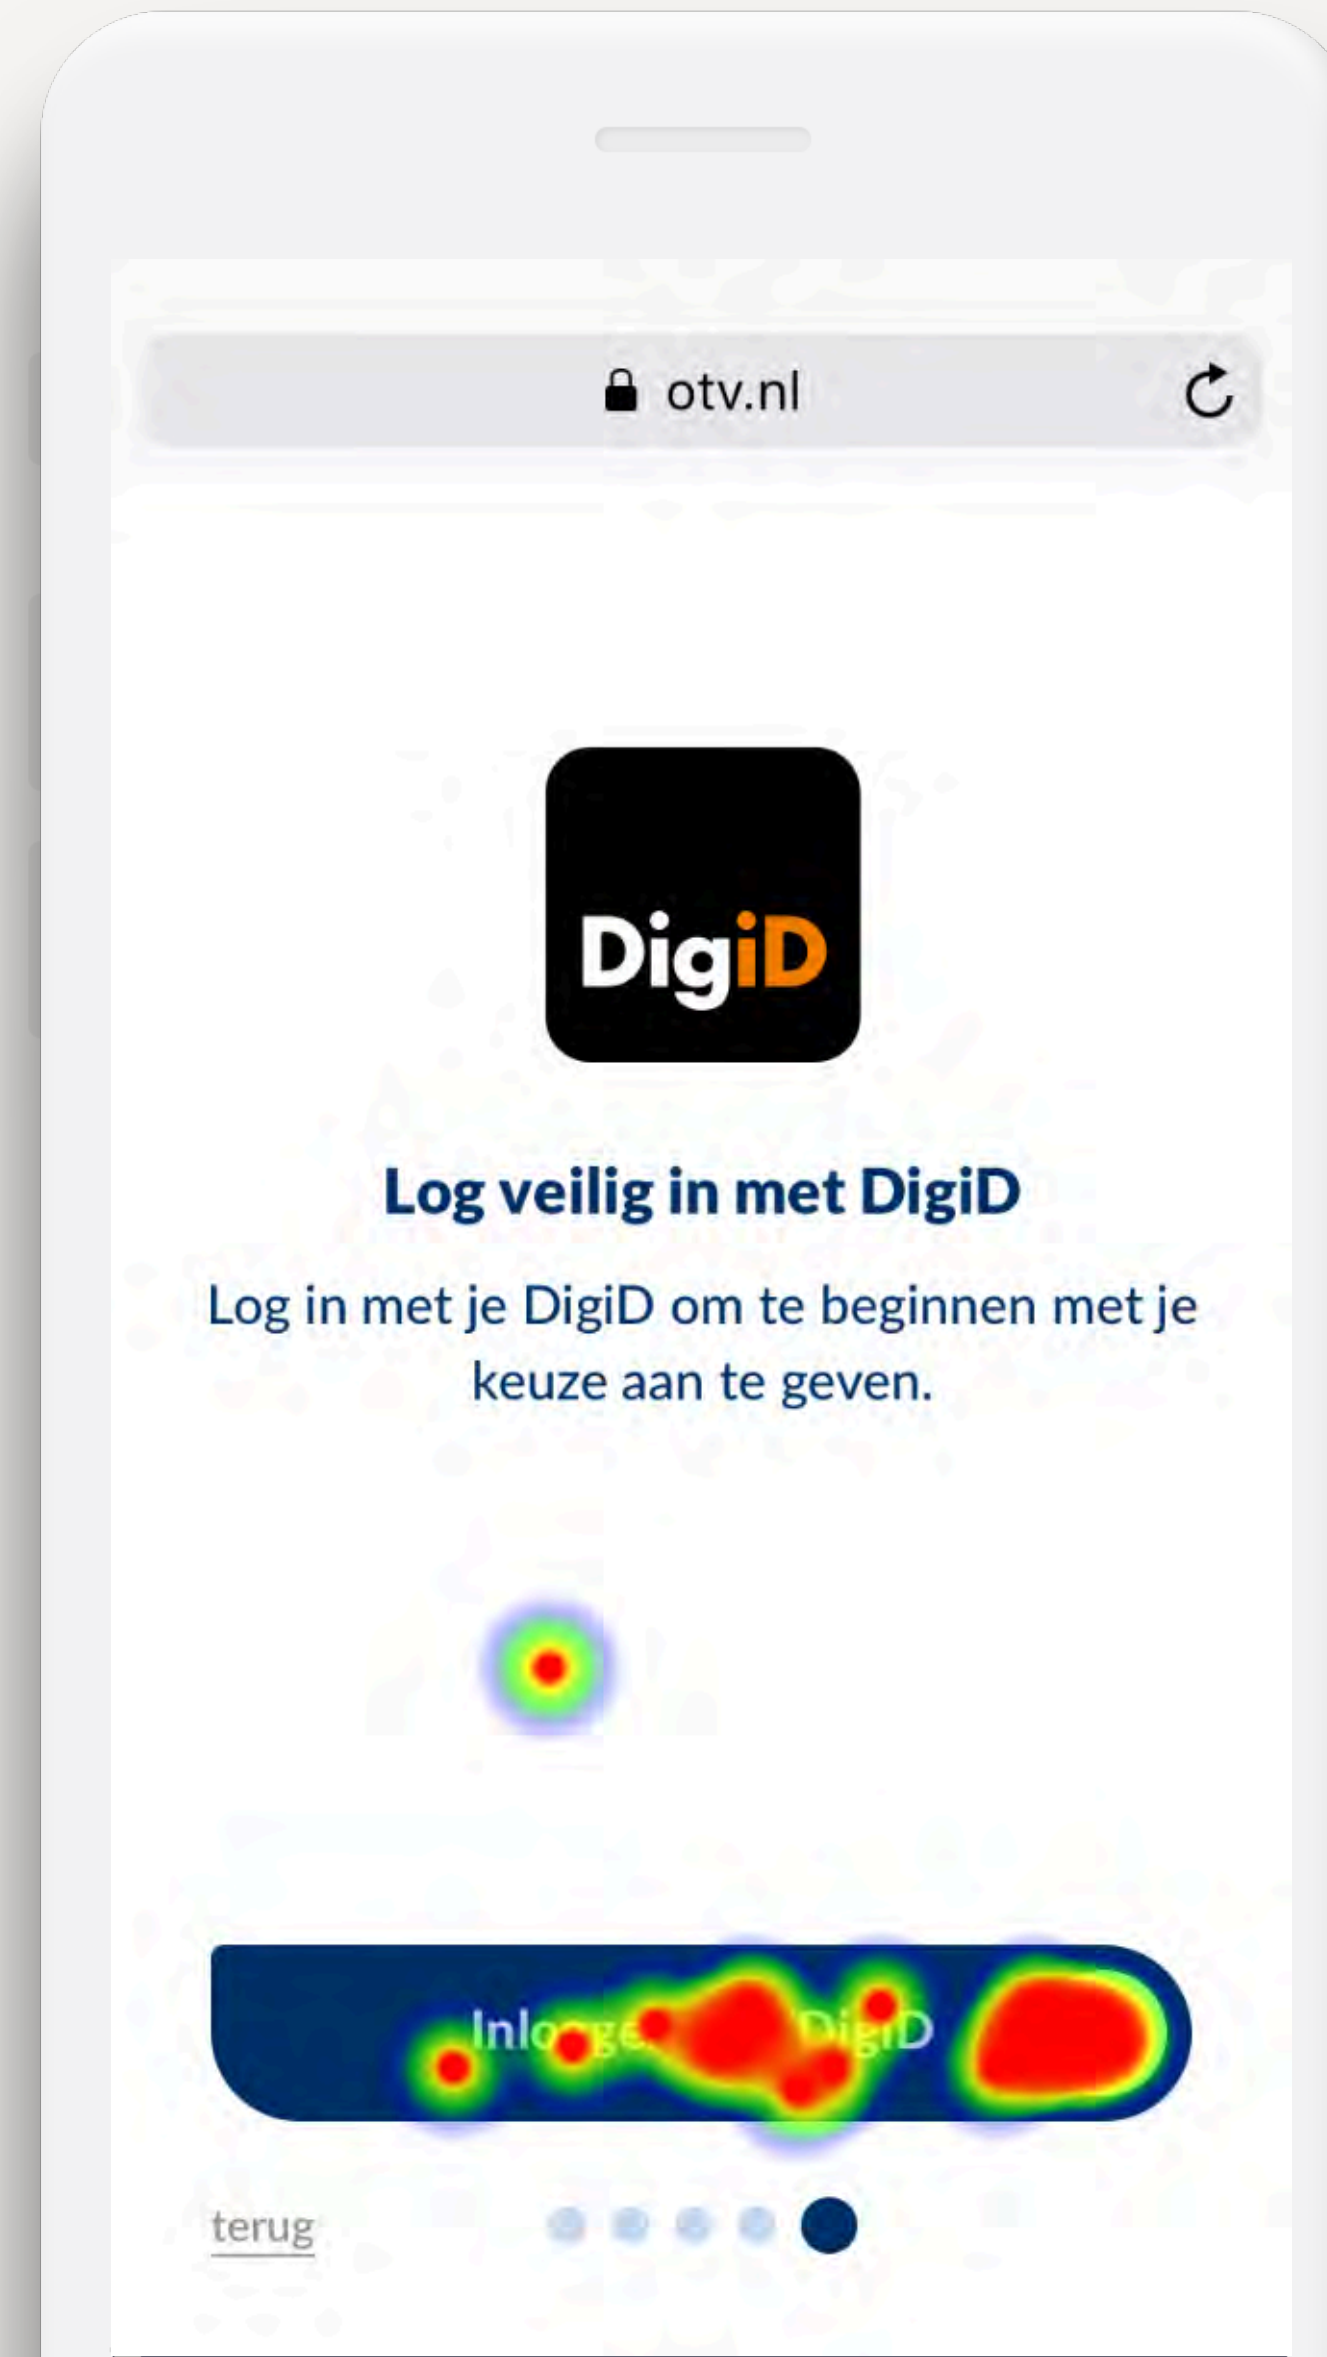 otv.nl
DigiD
Log veilig in met DigiD
Log in met je DigiD om te beginnen met je
keuze aan te geven.
DigiD
terug